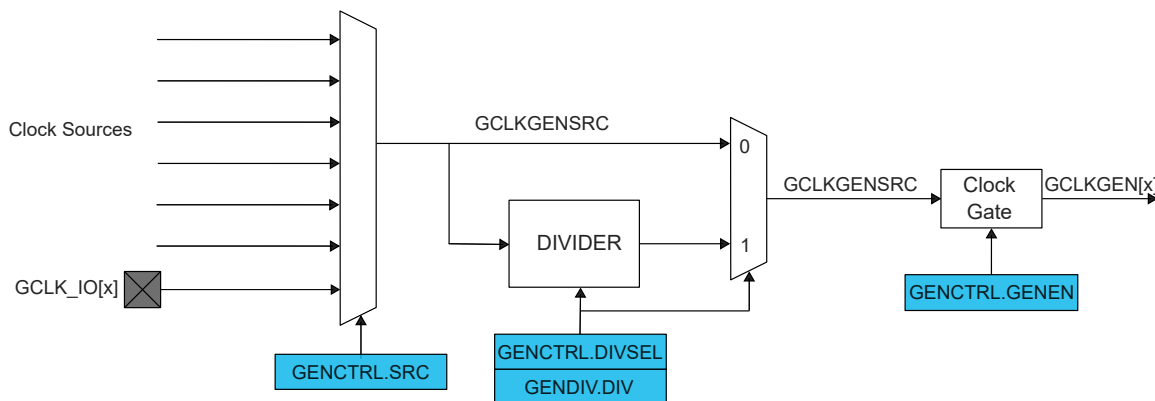 Clock Sources
GCLK_IO[x]
GENCTRL.SRC
GCLKGENSRC
DIVIDER
GENCTRL.DIVSEL
GENDIV.DIV
0
1
GCLKGENSRC
Clock
Gate
GCLKGEN[x]
GENCTRL.GENEN